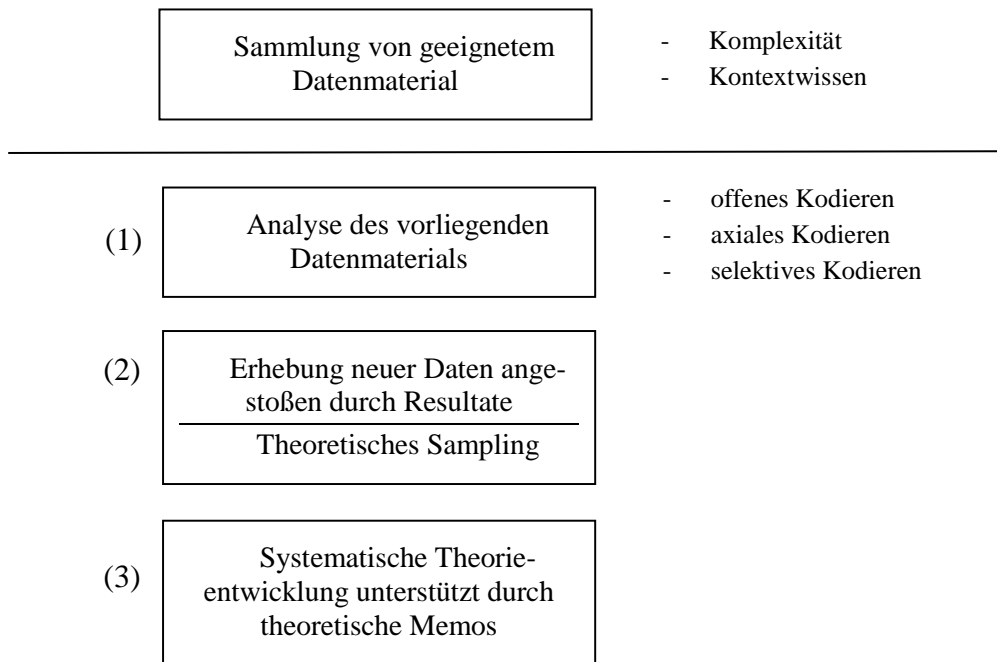 Sammlung von geeignetem
Datenmaterial
- Komplexität
- Kontextwissen
(1)
Analyse des vorliegenden
Datenmaterials
- offenes Kodieren
- axiales Kodieren
- selektives Kodieren
(2)
Erhebung neuer Daten ange-
stoßen durch Resultate
Theoretisches Sampling
(3)
Systematische Theorie-
entwicklung unterstützt durch
theoretische Memos